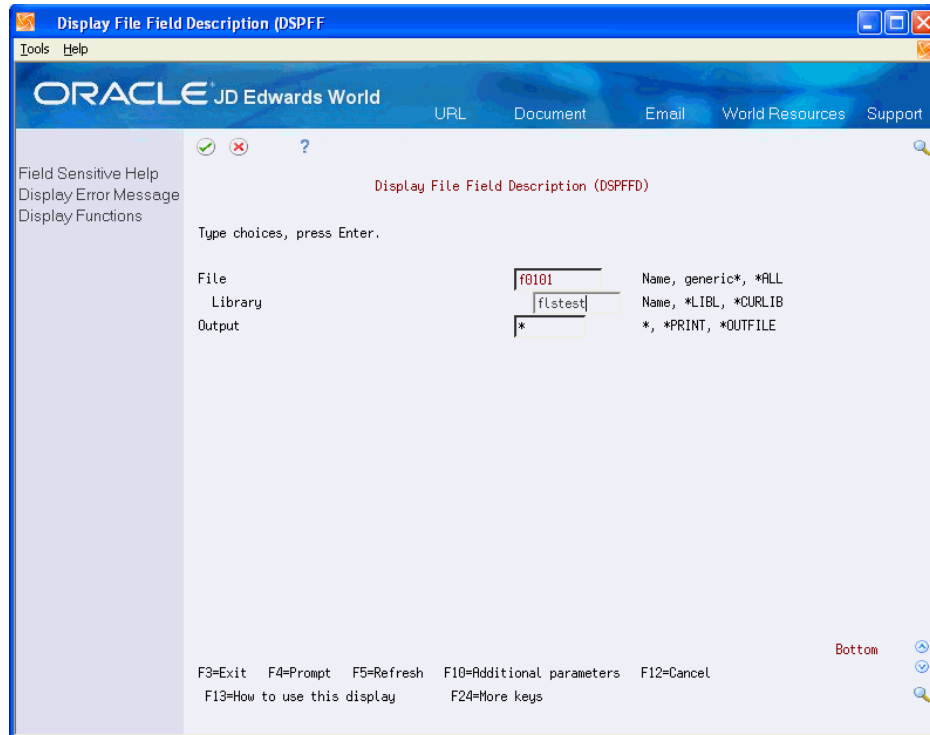 Display File Field Description (DSPFF
Tools Help
ORACLE JD Edwards World
URL Document Email World Resources Support
?
Field Sensitive Help
Display Error Message
Display Functions
Display File Field Description (DSPFFD)
Type choices, press Enter.
File f0101 Name, generic*, *ALL
Library flstest Name, *LIBL, *CURLIB
Output * *, *PRINT, *OUTFILE
Bottom
F3=Exit F4=Prompt F5=Refresh F10=Additional parameters F12=Cancel
F13=How to use this display F24=More keys